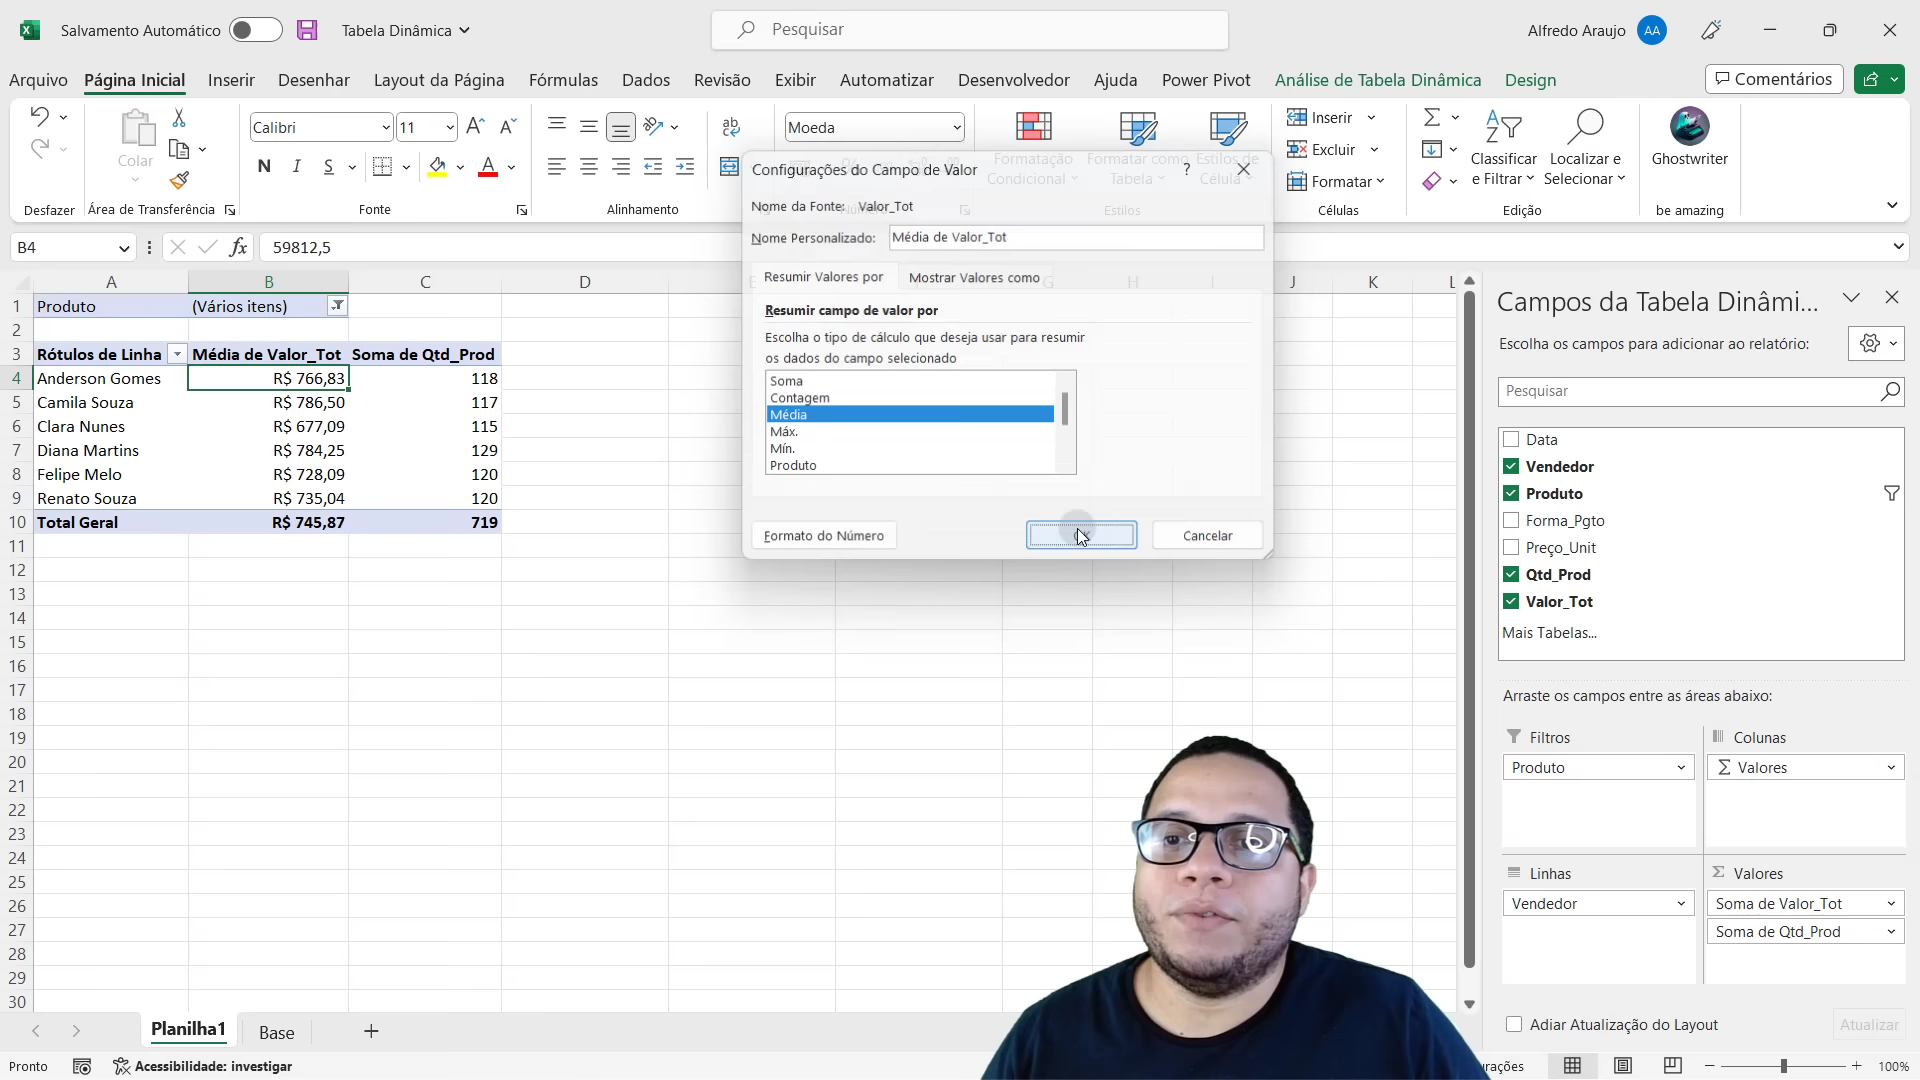 Salvamento Automático
Tabela Dinâmica
Pesquisar
Alfredo Araujo
AA
Arquivo
Página Inicial
Inserir
Desenhar
Layout da Página
Fórmulas
Dados
Revisão
Exibir
Automatizar
Desenvolvedor
Ajuda
Power Pivot
Análise de Tabela Dinâmica
Design
Comentários
Colar
Calibri
11
N I S
Moeda
Formatação Condicional
Formatar como Tabela
Estilos de Célula
Inserir
Excluir
Formatar
Classificar e Filtrar
Localizar e Selecionar
Ghostwriter
Desfazer
Área de Transferência
Fonte
Alinhamento
Estilos
Células
Edição
be amazing
B4
fx
59812,5
A B C D H J K L
1 Produto (Vários itens)
2
3 Rótulos de Linha Média de Valor_Tot Soma de Qtd_Prod
4 Anderson Gomes R$ 766,83 118
5 Camila Souza R$ 786,50 117
6 Clara Nunes R$ 677,09 115
7 Diana Martins R$ 784,25 129
8 Felipe Melo R$ 728,09 120
9 Renato Souza R$ 735,04 120
10 Total Geral R$ 745,87 719
11
12
13
14
15
16
17
18
19
20
21
22
23
24
25
26
27
28
29
30
Configurações do Campo de Valor
?
Nome da Fonte: Valor_Tot
Nome Personalizado: Média de Valor_Tot
Resumir Valores por
Mostrar Valores como
Resumir campo de valor por
Escolha o tipo de cálculo que deseja usar para resumir
os dados do campo selecionado
Soma
Contagem
Média
Máx.
Mín.
Produto
Formato do Número
Cancelar
Campos da Tabela Dinâmi...
Escolha os campos para adicionar ao relatório:
Pesquisar
Data
Vendedor
Produto
Forma_Pgto
Preço_Unit
Qtd_Prod
Valor_Tot
Mais Tabelas...
Arraste os campos entre as áreas abaixo:
Filtros
Produto
Colunas
Σ Valores
Linhas
Vendedor
Σ Valores
Soma de Valor_Tot
Soma de Qtd_Prod
Adiar Atualização do Layout
Atualizar
Planilha1
Base
Pronto
Acessibilidade: investigar
100%